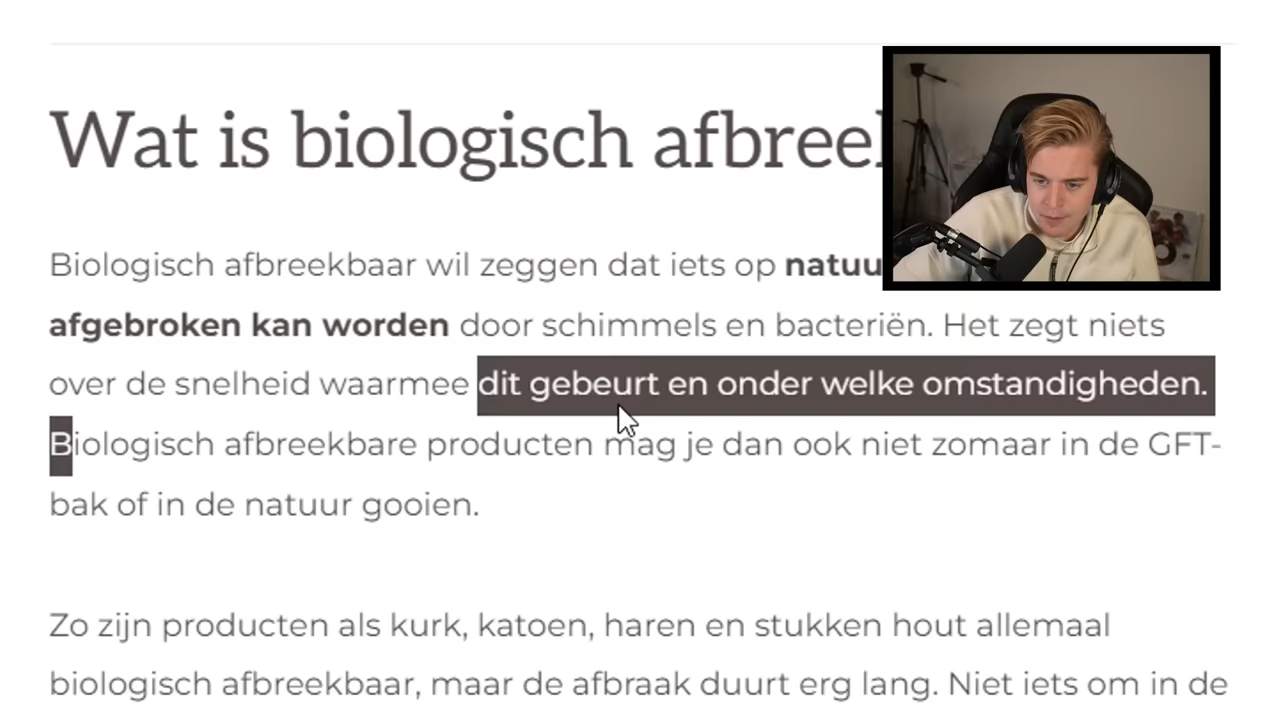 Wat is biologisch
Biologisch afbreekbaar wil zeggen dat iets op
afgebroken kan worden door schimmels en bacteriën. Het zegt niets
over de snelheid waarmee dit gebeurt en onder welke omstandigheden.
Biologisch afbreekbare producten mag je dan ook niet zomaar in de GFT-
bak of in de natuur gooien.
Zo zijn producten als kurk, katoen, haren en stukken hout allemaal
biologisch afbreekbaar, maar de afbraak duurt erg lang. Niet iets om in de